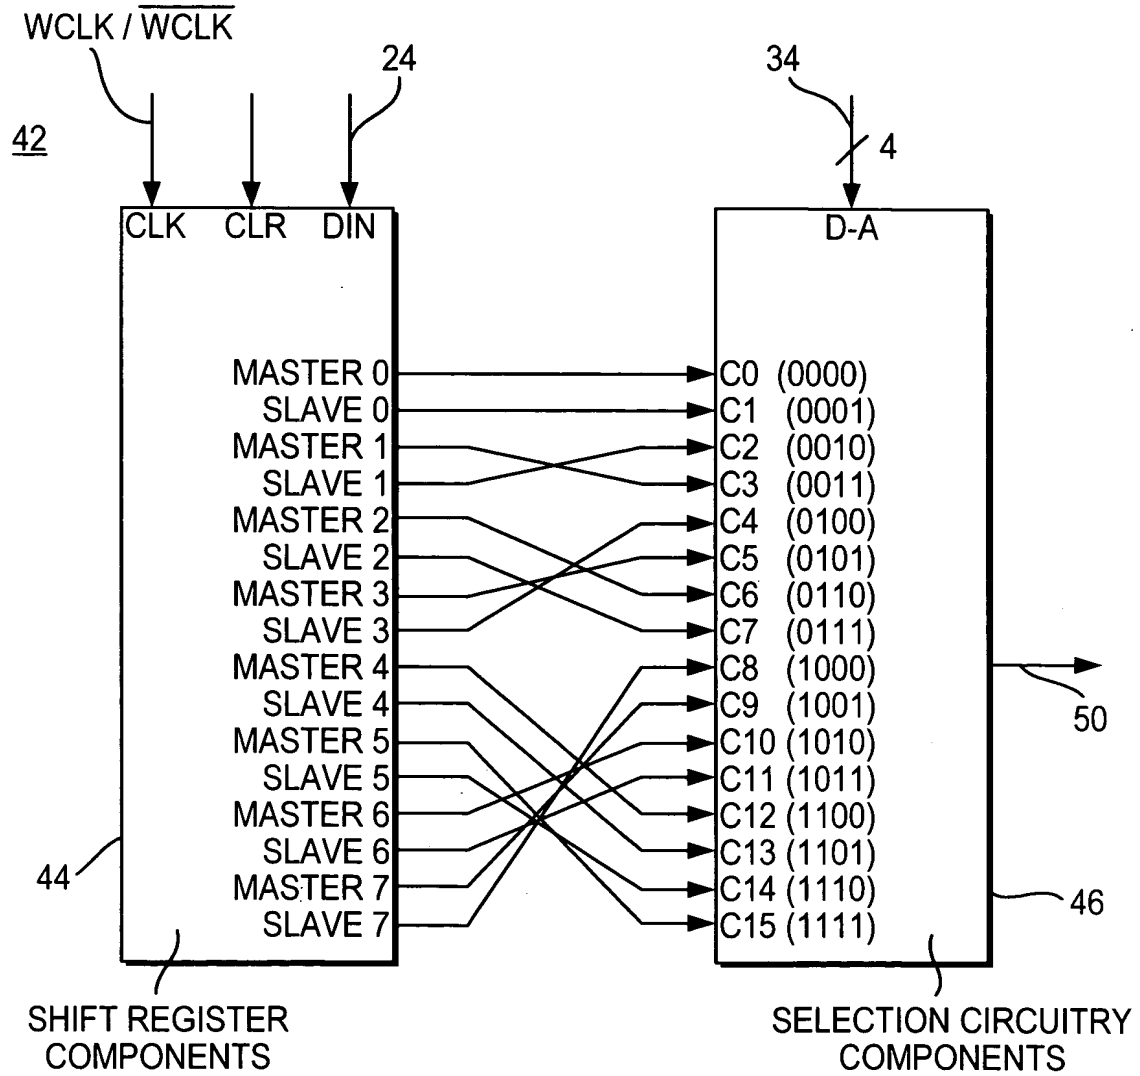 WCLK / WCLK
24
34
42
4
CLK CLR DIN
D-A
MASTER 0
SLAVE 0
MASTER 1
SLAVE 1
MASTER 2
SLAVE 2
MASTER 3
SLAVE 3
MASTER 4
SLAVE 4
MASTER 5
SLAVE 5
MASTER 6
SLAVE 6
MASTER 7
SLAVE 7
C0 (0000)
C1 (0001)
C2 (0010)
C3 (0011)
C4 (0100)
C5 (0101)
C6 (0110)
C7 (0111)
C8 (1000)
C9 (1001)
C10 (1010)
C11 (1011)
C12 (1100)
C13 (1101)
C14 (1110)
C15 (1111)
50
44
46
SHIFT REGISTER
COMPONENTS
SELECTION CIRCUITRY
COMPONENTS